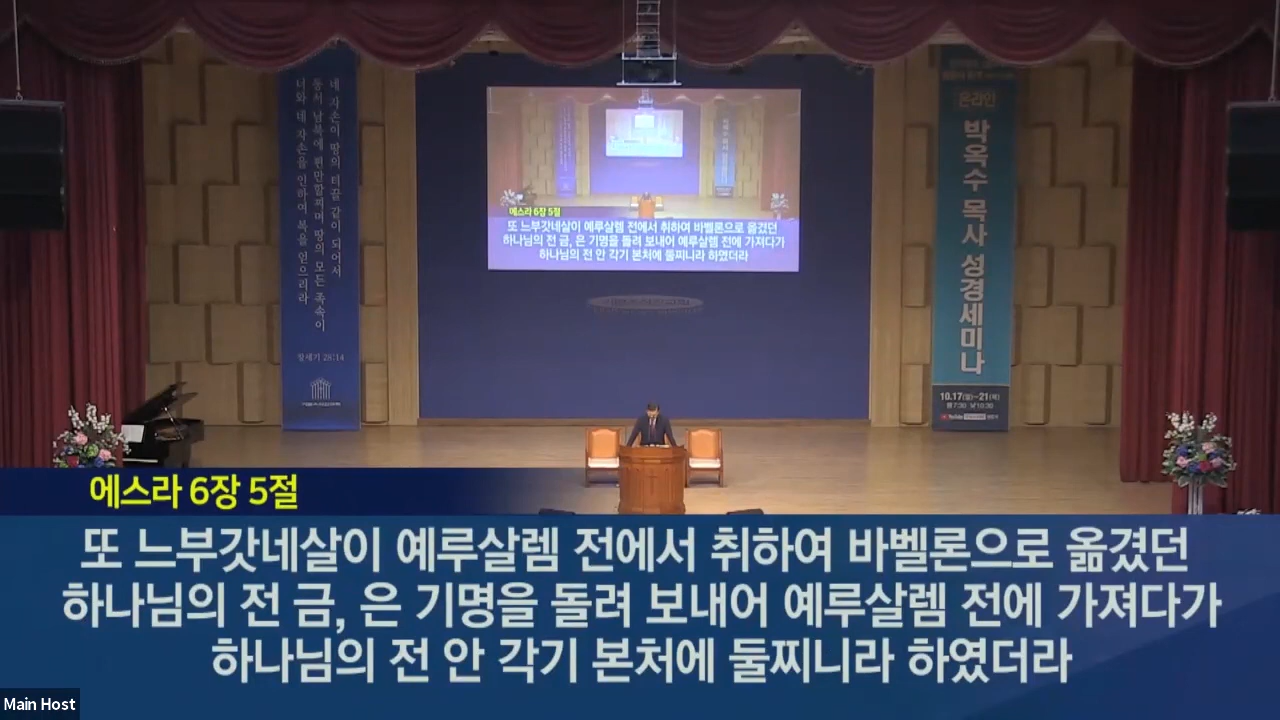 네 자손이 땅의 티끌 같이 되어서
동서 남북에 편만할찌며 땅의 모든 족속이
너와 네 자손을 인하여 복을 얻으리라
창세기 28:14
에스라 6장 5절
또 느부갓네살이 예루살렘 전에서 취하여 바벨론으로 옮겼던
하나님의 전 금, 은 기명을 돌려 보내어 예루살렘 전에 가져다가
하나님의 전 안 각기 본처에 둘찌니라 하였더라
온라인
박옥수 목사 성경세미나
10.17(일)~21(목)
YouTube
에스라 6장 5절
또 느부갓네살이 예루살렘 전에서 취하여 바벨론으로 옮겼던
하나님의 전 금, 은 기명을 돌려 보내어 예루살렘 전에 가져다가
하나님의 전 안 각기 본처에 둘찌니라 하였더라
Main Host